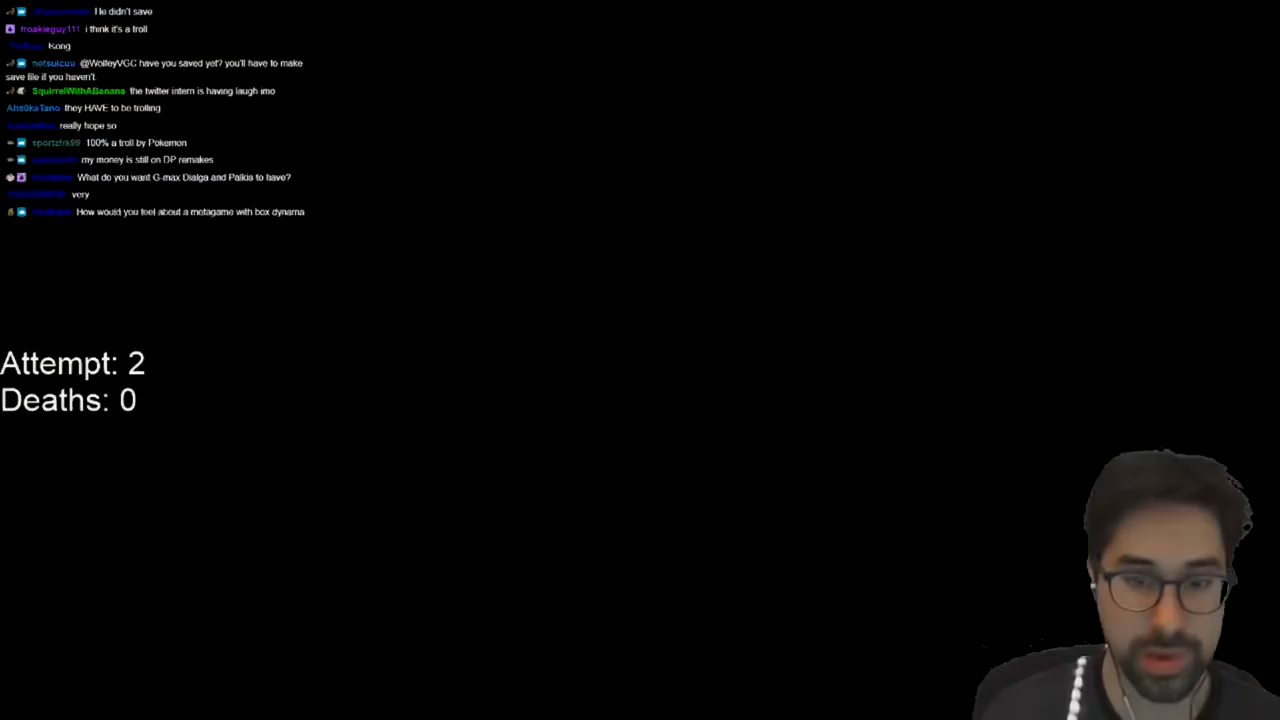 He didn't save
froakieguy111 i think it's a troll
!song
notsuicuu @WolfeyVGC have you saved yet? you'll have to make
save file if you haven't
SquirrelWithABanana the twitter intern is having laugh imo
Ahs0kaTano they HAVE to be trolling
really hope so
sportzfrk99 100% a troll by Pokemon
my money is still on DP remakes
What do you want G-max Dialga and Palkia to have?
very
How would you feel about a metagame with box dynama
Attempt: 2
Deaths: 0